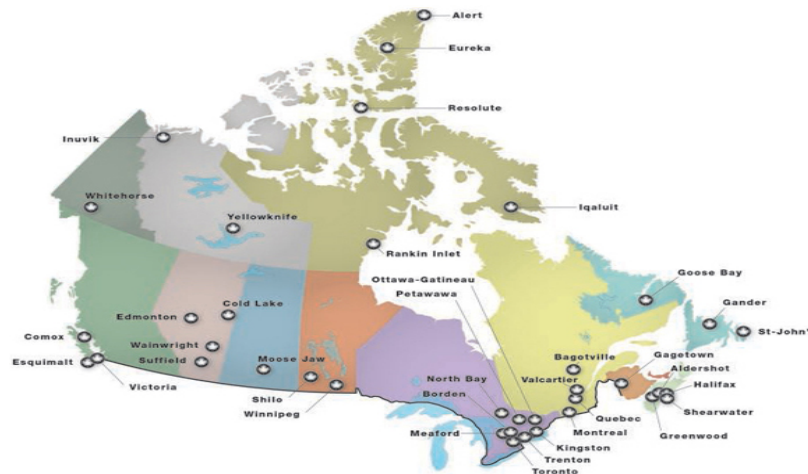 Alert
Eureka
Resolute
Inuvik
Whitehorse
Iqaluit
Yellowknife
Rankin Inlet
Ottawa-Gatineau
Goose Bay
Petawawa
Cold Lake
Gander
Edmonton
St-John'
Comox
Wainwright
Bagotville
Gagetown
Esquimalt
Suffield
Moose Jaw
Aldershot
Victoria
North Bay
Valcartier
Halifax
Shilo
Borden
Winnipeg
Quebec
Shearwater
Meaford
Montreal
Greenwood
Kingston
Trenton
Toronto